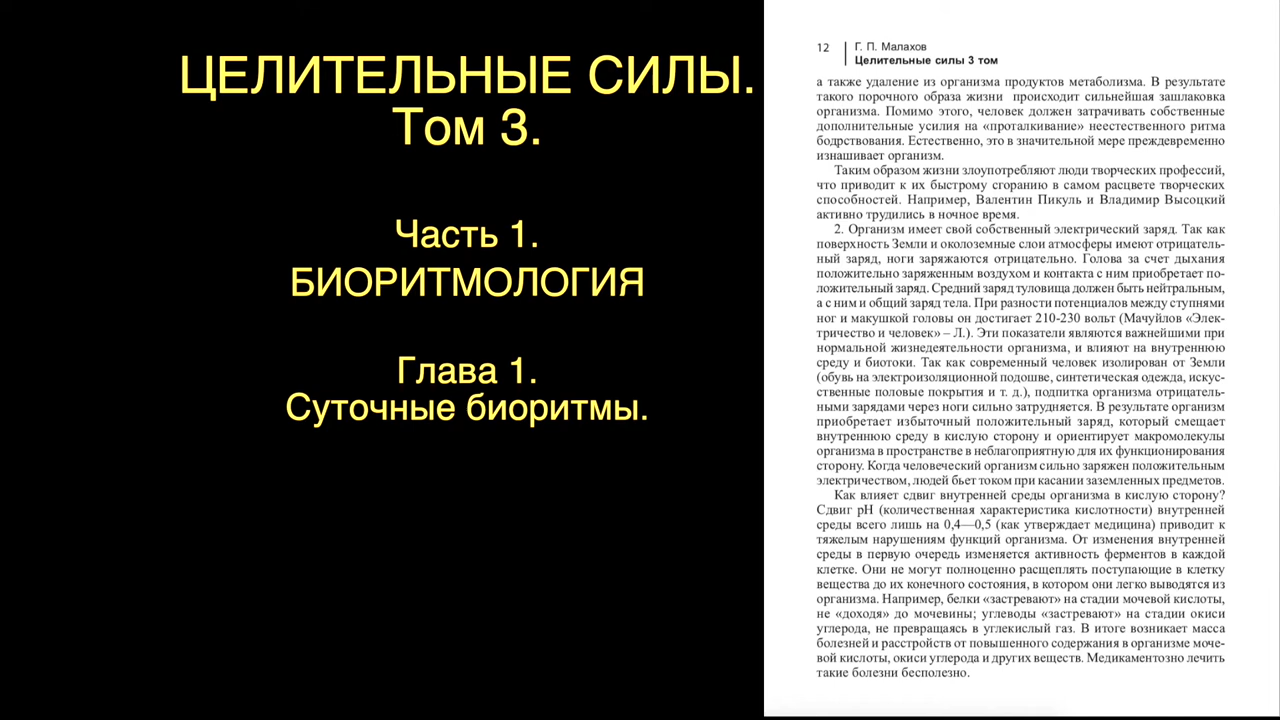 ЦЕЛИТЕЛЬНЫЕ СИЛЫ.
Том 3.
Часть 1.
БИОРИТМОЛОГИЯ
Глава 1.
Суточные биоритмы.
12
Г. П. Малахов
Целительные силы 3 том
а также удаление из организма продуктов метаболизма. В результате
такого порочного образа жизни происходит сильнейшая зашлаковка
организма. Помимо этого, человек должен затрачивать собственные
дополнительные усилия на «проталкивание» неестественного ритма
бодрствования. Естественно, это в значительной мере преждевременно
изнашивает организм.
Таким образом жизни злоупотребляют люди творческих профессий,
что приводит к их быстрому сгоранию в самом расцвете творческих
способностей. Например, Валентин Пикуль и Владимир Высоцкий
активно трудились в ночное время.
2. Организм имеет свой собственный электрический заряд. Так как
поверхность Земли и околоземные слои атмосферы имеют отрицатель-
ный заряд, ноги заряжаются отрицательно. Голова за счет дыхания
положительно заряженным воздухом и контакта с ним приобретает по-
ложительный заряд. Средний заряд туловища должен быть нейтральным,
а с ним и общий заряд тела. При разности потенциалов между ступнями
ног и макушкой головы он достигает 210-230 вольт (Мачуйлов «Элек-
тричество и человек» – Л.). Эти показатели являются важнейшими при
нормальной жизнедеятельности организма, и влияют на внутреннюю
среду и биотоки. Так как современный человек изолирован от Земли
(обувь на электроизоляционной подошве, синтетическая одежда, искус-
ственные половые покрытия и т. д.), подпитка организма отрицатель-
ными зарядами через ноги сильно затрудняется. В результате организм
приобретает избыточный положительный заряд, который смещает
внутреннюю среду в кислую сторону и ориентирует макромолекулы
организма в пространстве в неблагоприятную для их функционирования
сторону. Когда человеческий организм сильно заряжен положительным
электричеством, людей бьет током при касании заземленных предметов.
Как влияет сдвиг внутренней среды организма в кислую сторону?
Сдвиг pH (количественная характеристика кислотности) внутренней
среды всего лишь на 0,4—0,5 (как утверждает медицина) приводит к
тяжелым нарушениям функций организма. От изменения внутренней
среды в первую очередь изменяется активность ферментов в каждой
клетке. Они не могут полноценно расщеплять поступающие в клетку
вещества до их конечного состояния, в котором они легко выводятся из
организма. Например, белки «застревают» на стадии мочевой кислоты,
не «доходя» до мочевины; углеводы «застревают» на стадии окиси
углерода, не превращаясь в углекислый газ. В итоге возникает масса
болезней и расстройств от повышенного содержания в организме моче-
вой кислоты, окиси углерода и других веществ. Медикаментозно лечить
такие болезни бесполезно.